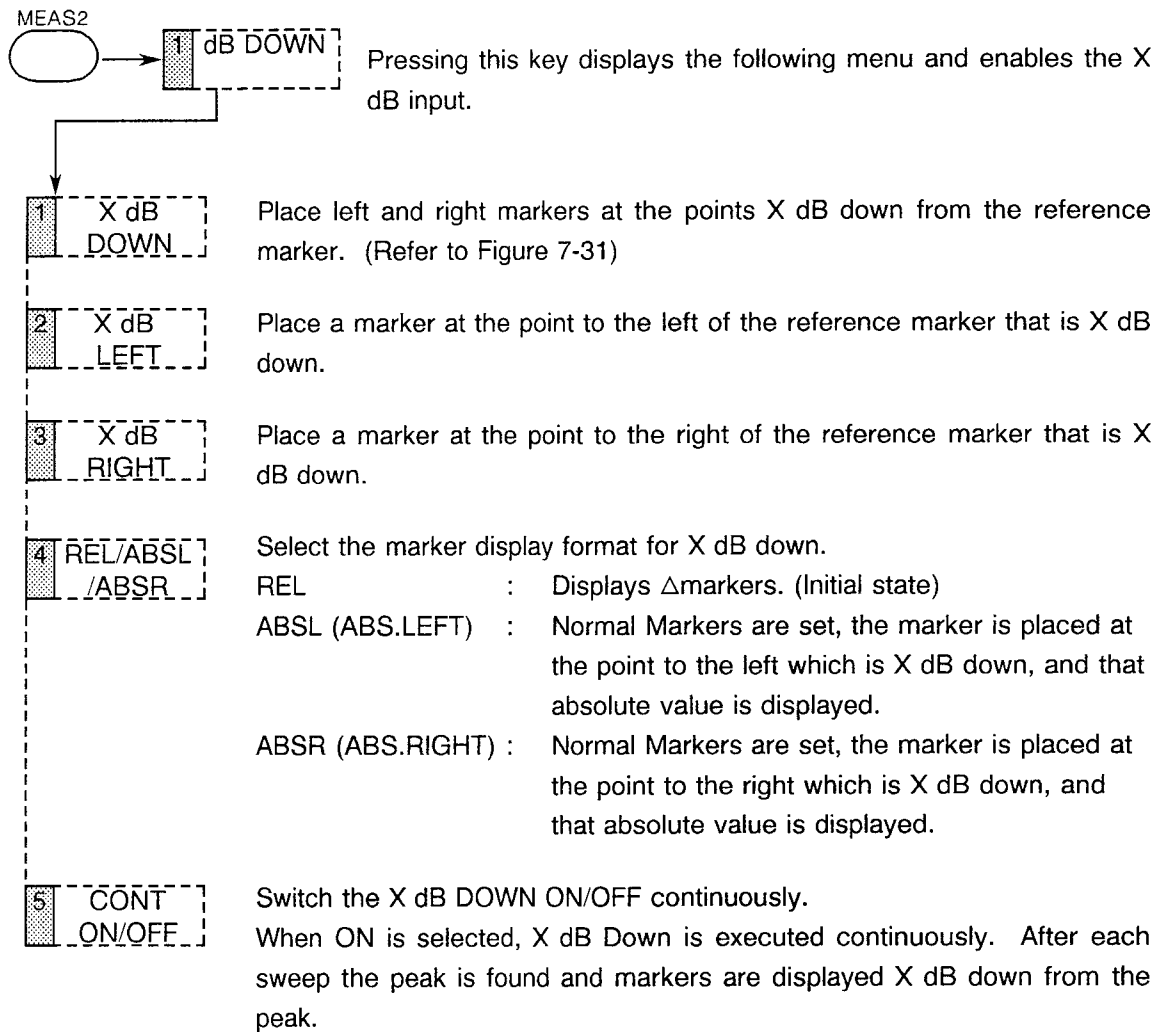 MEAS2
1 dB DOWN
Pressing this key displays the following menu and enables the X
dB input.
1 X dB
DOWN
Place left and right markers at the points X dB down from the reference
marker. (Refer to Figure 7-31)
2 X dB
LEFT
Place a marker at the point to the left of the reference marker that is X dB
down.
3 X dB
RIGHT
Place a marker at the point to the right of the reference marker that is X
dB down.
4 REL/ABSL
/ABSR
Select the marker display format for X dB down.
REL : Displays △markers. (Initial state)
ABSL (ABS.LEFT) : Normal Markers are set, the marker is placed at
the point to the left which is X dB down, and that
absolute value is displayed.
ABSR (ABS.RIGHT) : Normal Markers are set, the marker is placed at
the point to the right which is X dB down, and
that absolute value is displayed.
5 CONT
ON/OFF
Switch the X dB DOWN ON/OFF continuously.
When ON is selected, X dB Down is executed continuously. After each
sweep the peak is found and markers are displayed X dB down from the
peak.